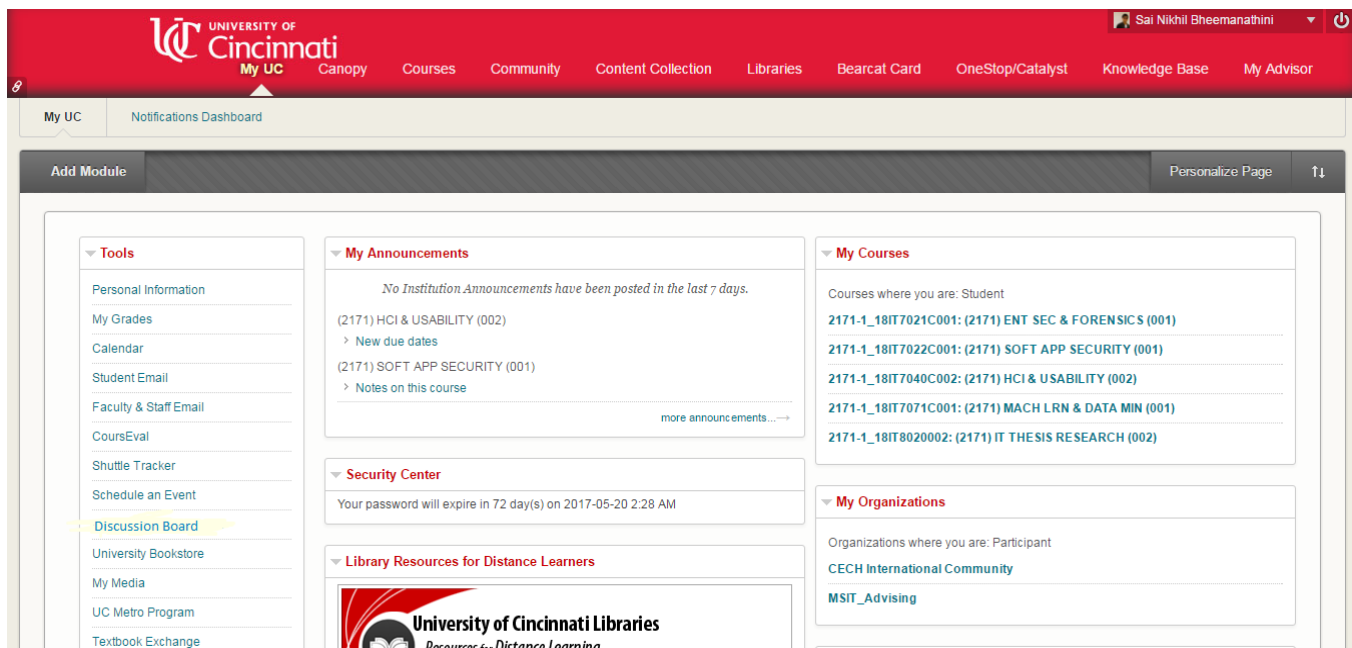 UNIVERSITY OF
Cincinnati
Sai Nikhil Bheemanathini
My UC Canopy Courses Community Content Collection Libraries Bearcat Card OneStop/Catalyst Knowledge Base My Advisor
My UC Notifications Dashboard
Add Module Personalize Page
Tools
Personal Information
My Grades
Calendar
Student Email
Faculty & Staff Email
CoursEval
Shuttle Tracker
Schedule an Event
Discussion Board
University Bookstore
My Media
UC Metro Program
Textbook Exchange
My Announcements
No Institution Announcements have been posted in the last 7 days.
(2171) HCI & USABILITY (002)
New due dates
(2171) SOFT APP SECURITY (001)
Notes on this course
more announcements...→
Security Center
Your password will expire in 72 day(s) on 2017-05-20 2:28 AM
Library Resources for Distance Learners
University of Cincinnati Libraries
Resources for Distance Learning
My Courses
Courses where you are: Student
2171-1_18IT7021C001: (2171) ENT SEC & FORENSICS (001)
2171-1_18IT7022C001: (2171) SOFT APP SECURITY (001)
2171-1_18IT7040C002: (2171) HCI & USABILITY (002)
2171-1_18IT7071C001: (2171) MACH LRN & DATA MIN (001)
2171-1_18IT8020002: (2171) IT THESIS RESEARCH (002)
My Organizations
Organizations where you are: Participant
CECH International Community
MSIT_Advising